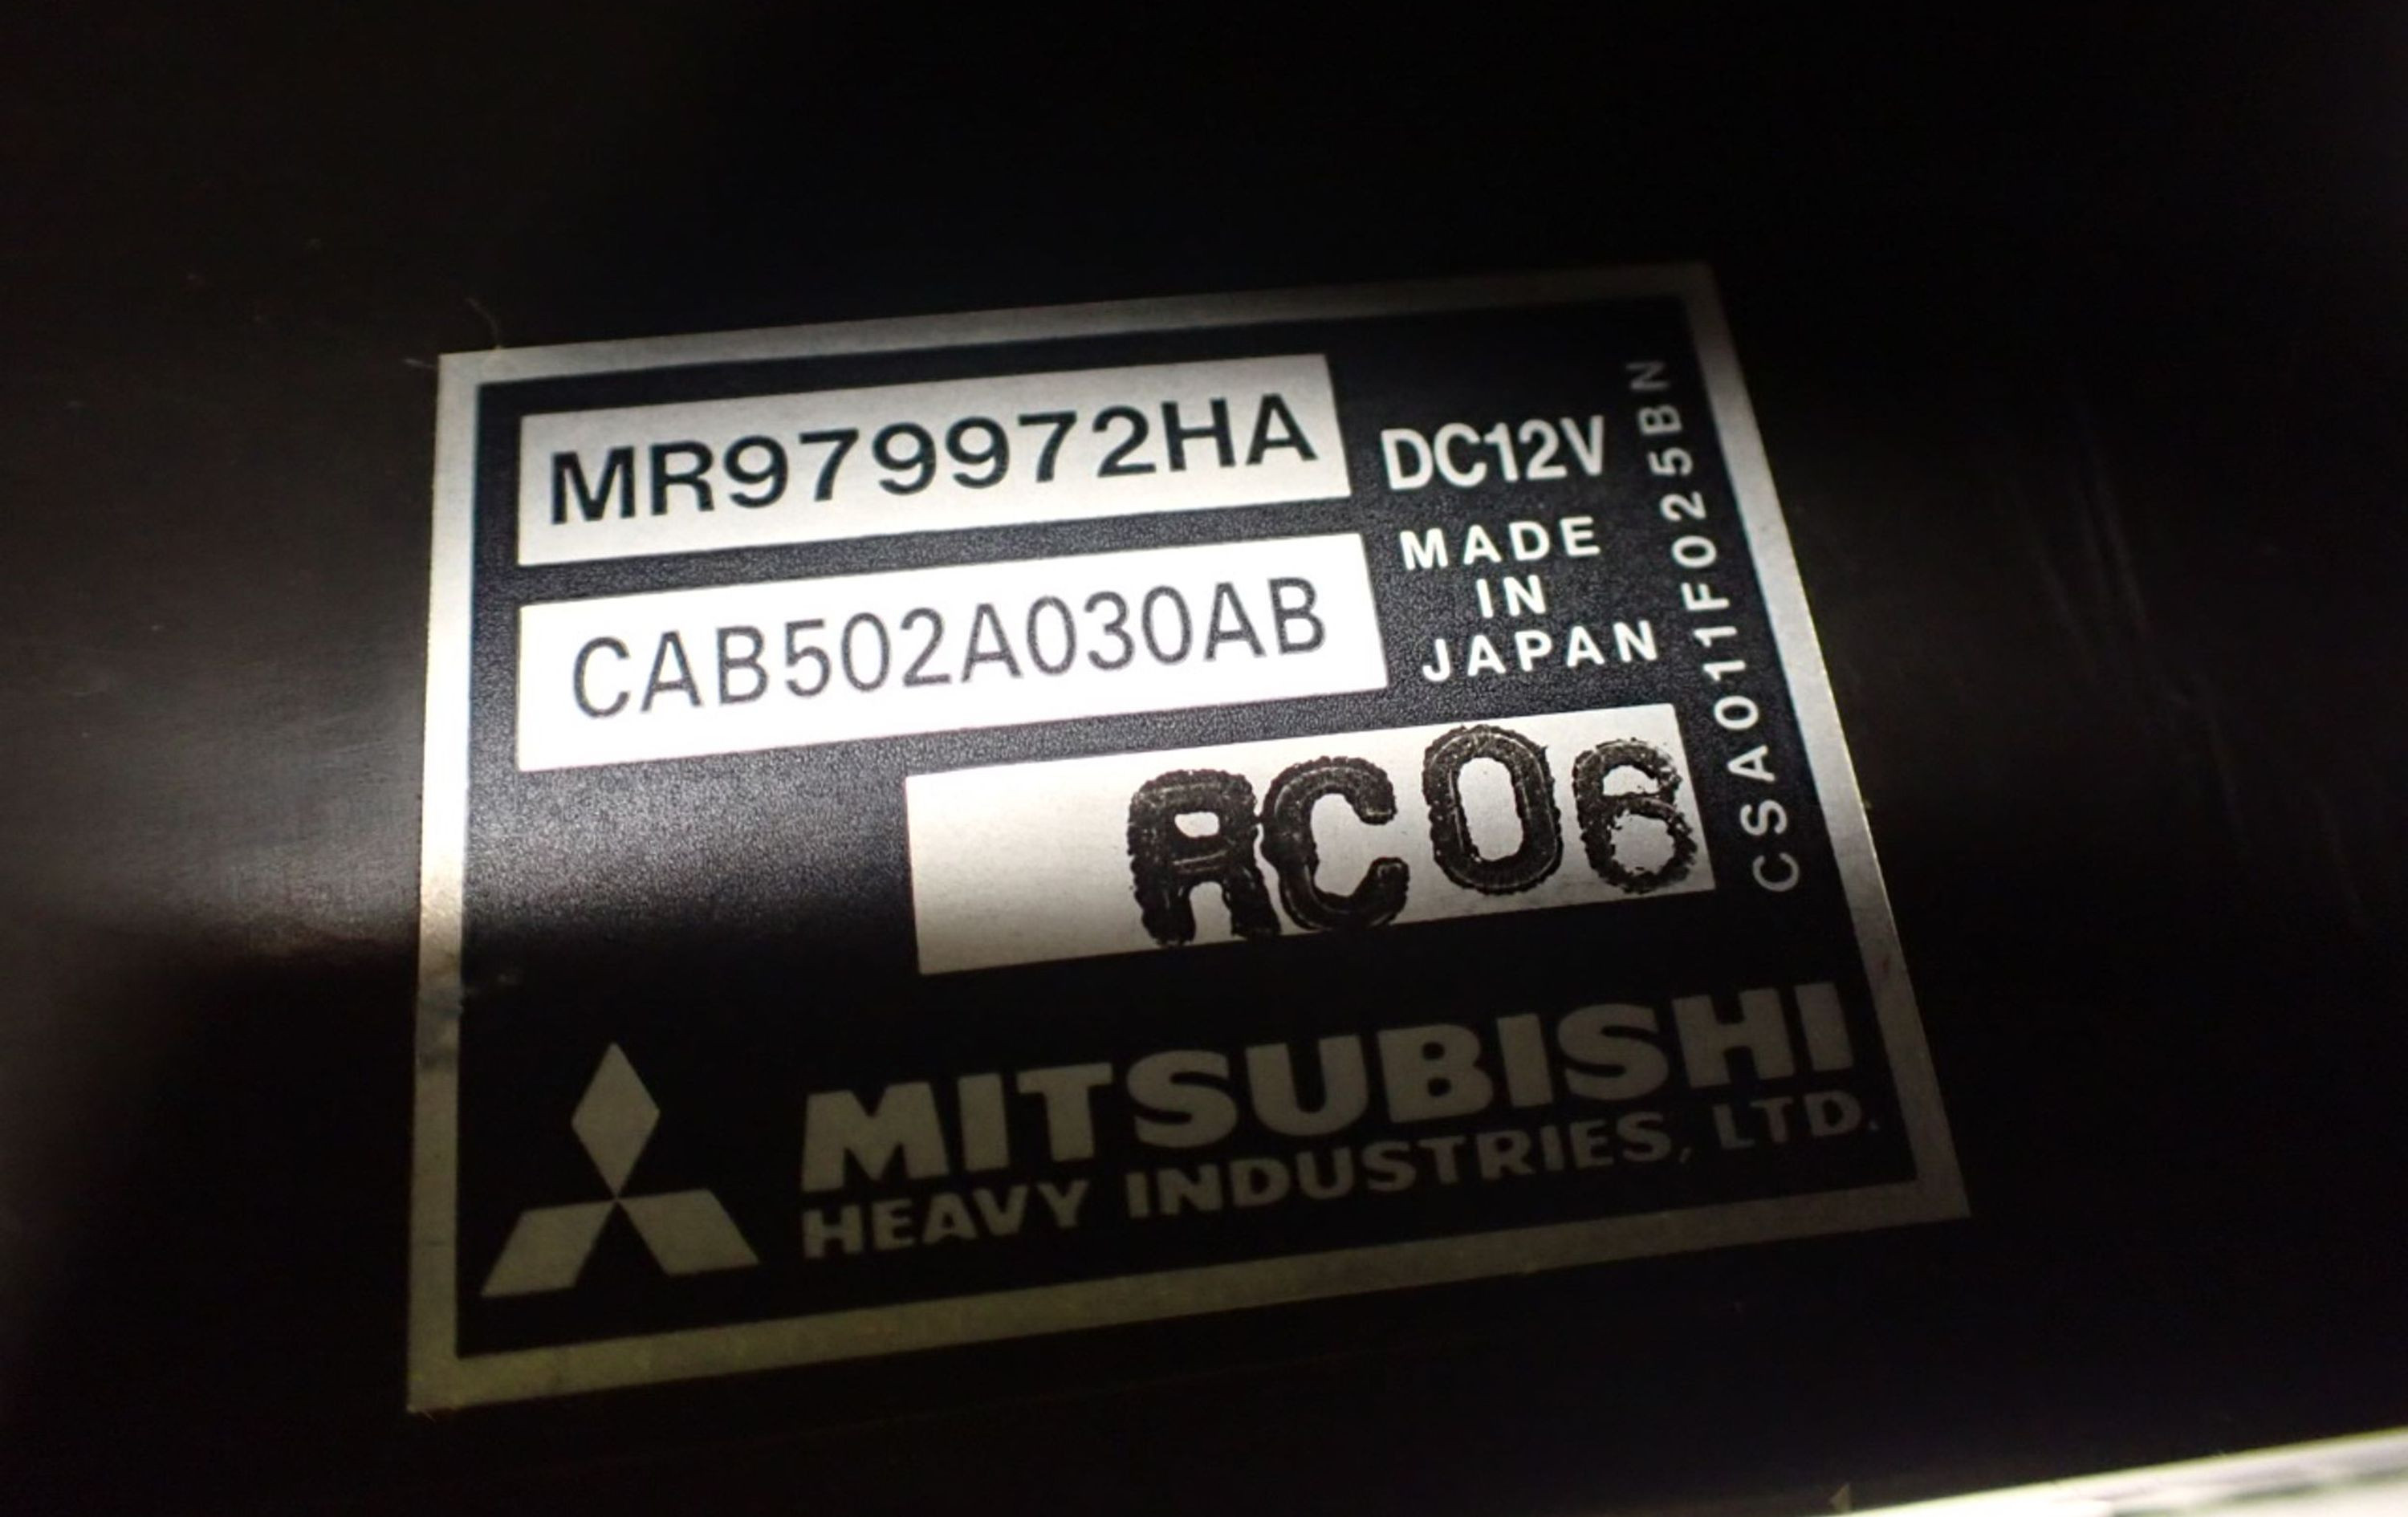 MR979972HA
DC12V
CAB502A030AB
MADE
IN
JAPAN
CSA011F025BN
RC06
MITSUBISHI
HEAVY INDUSTRIES, LTD.